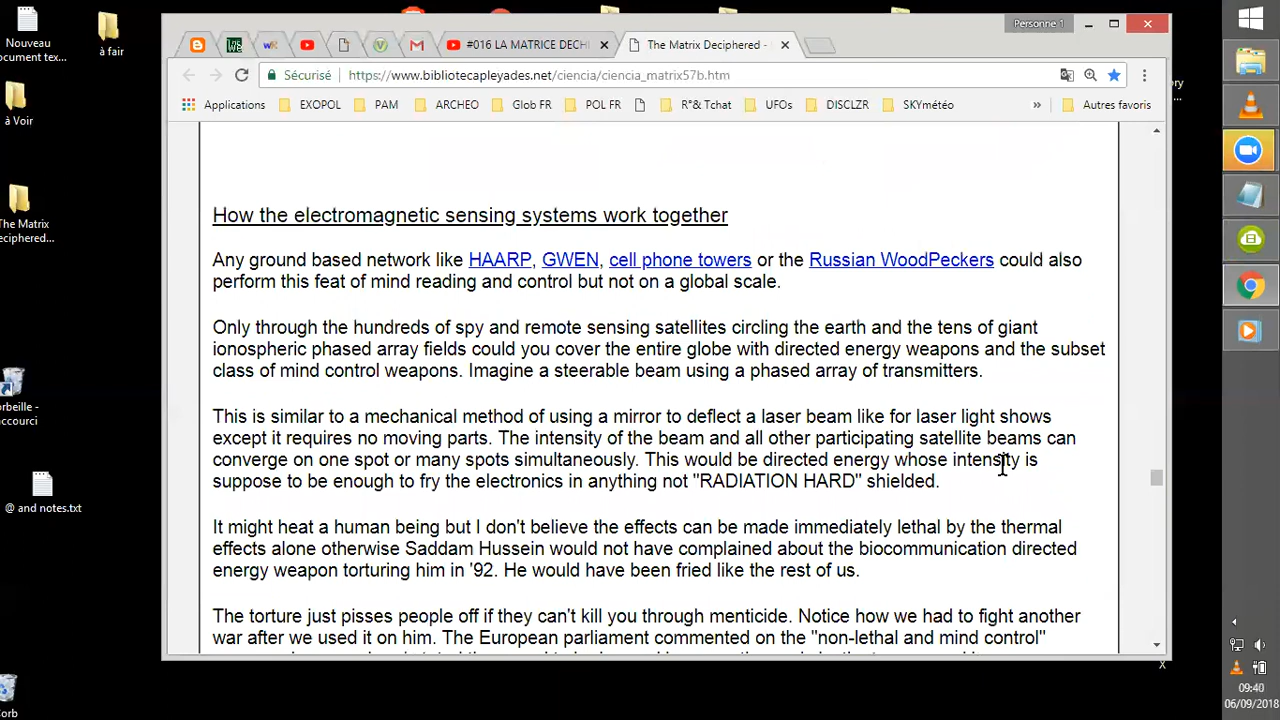 Nouveau
ocument tex...
à fair
à Voir
The Matrix
eciphered...
orbeille -
accourci
@ and notes.txt
Corb
Personne 1
#016 LA MATRICE DECHI
The Matrix Deciphered -
Sécurisé
https://www.bibliotecapleyades.net/ciencia/ciencia_matrix57b.htm
Applications
EXOPOL
PAM
ARCHEO
Glob FR
POL FR
R°& Tchat
UFOs
DISCLZR
SKYmétéo
»
Autres favoris
How the electromagnetic sensing systems work together
Any ground based network like HAARP, GWEN, cell phone towers or the Russian WoodPeckers could also
perform this feat of mind reading and control but not on a global scale.
Only through the hundreds of spy and remote sensing satellites circling the earth and the tens of giant
ionospheric phased array fields could you cover the entire globe with directed energy weapons and the subset
class of mind control weapons. Imagine a steerable beam using a phased array of transmitters.
This is similar to a mechanical method of using a mirror to deflect a laser beam like for laser light shows
except it requires no moving parts. The intensity of the beam and all other participating satellite beams can
converge on one spot or many spots simultaneously. This would be directed energy whose intensity is
suppose to be enough to fry the electronics in anything not "RADIATION HARD" shielded.
It might heat a human being but I don't believe the effects can be made immediately lethal by the thermal
effects alone otherwise Saddam Hussein would not have complained about the biocommunication directed
energy weapon torturing him in '92. He would have been fried like the rest of us.
The torture just pisses people off if they can't kill you through menticide. Notice how we had to fight another
war after we used it on him. The European parliament commented on the "non-lethal and mind control"
09:40
06/09/2018